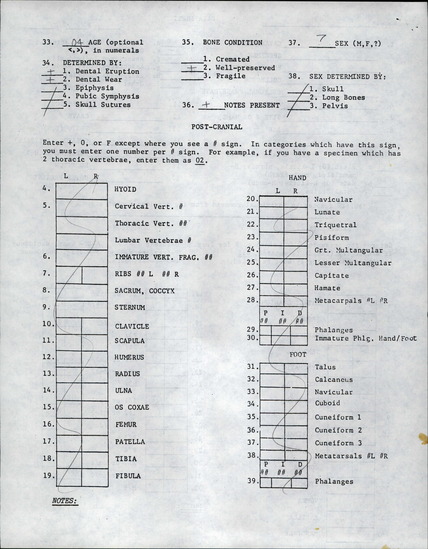 33. 04 AGE (optional
<,>), in numerals
34. DETERMINED BY:
+ 1. Dental Eruption
+ 2. Dental Wear
3. Epiphysis
4. Pubic Symphysis
5. Skull Sutures
35. BONE CONDITION
1. Cremated
+ 2. Well-preserved
3. Fragile
36. + NOTES PRESENT
37. ? SEX (M,F,?)
38. SEX DETERMINED BY:
1. Skull
2. Long Bones
3. Pelvis
POST-CRANIAL
Enter +, 0, or F except where you see a # sign. In categories which have this sign,
you must enter one number per # sign. For example, if you have a specimen which has
2 thoracic vertebrae, enter them as 02.
L R
4. HYOID
5. Cervical Vert. #
Thoracic Vert. ##
Lumbar Vertebrae #
6. IMMATURE VERT. FRAG. ##
7. RIBS ## L ## R
8. SACRUM, COCCYX
9. STERNUM
10. CLAVICLE
11. SCAPULA
12. HUMERUS
13. RADIUS
14. ULNA
15. OS COXAE
16. FEMUR
17. PATELLA
18. TIBIA
19. FIBULA
NOTES:
HAND
L R
20. Navicular
21. Lunate
22. Triquetral
23. Pisiform
24. Grt. Multangular
25. Lesser Multangular
26. Capitate
27. Hamate
28. Metacarpals #L #R
P I D
## ## ##
29. Phalanges
30. Immature Phlg. Hand/Foot
FOOT
31. Talus
32. Calcaneus
33. Navicular
34. Cuboid
35. Cuneiform 1
36. Cuneiform 2
37. Cuneiform 3
38. Metatarsals #L #R
P I D
## ## ##
39. Phalanges